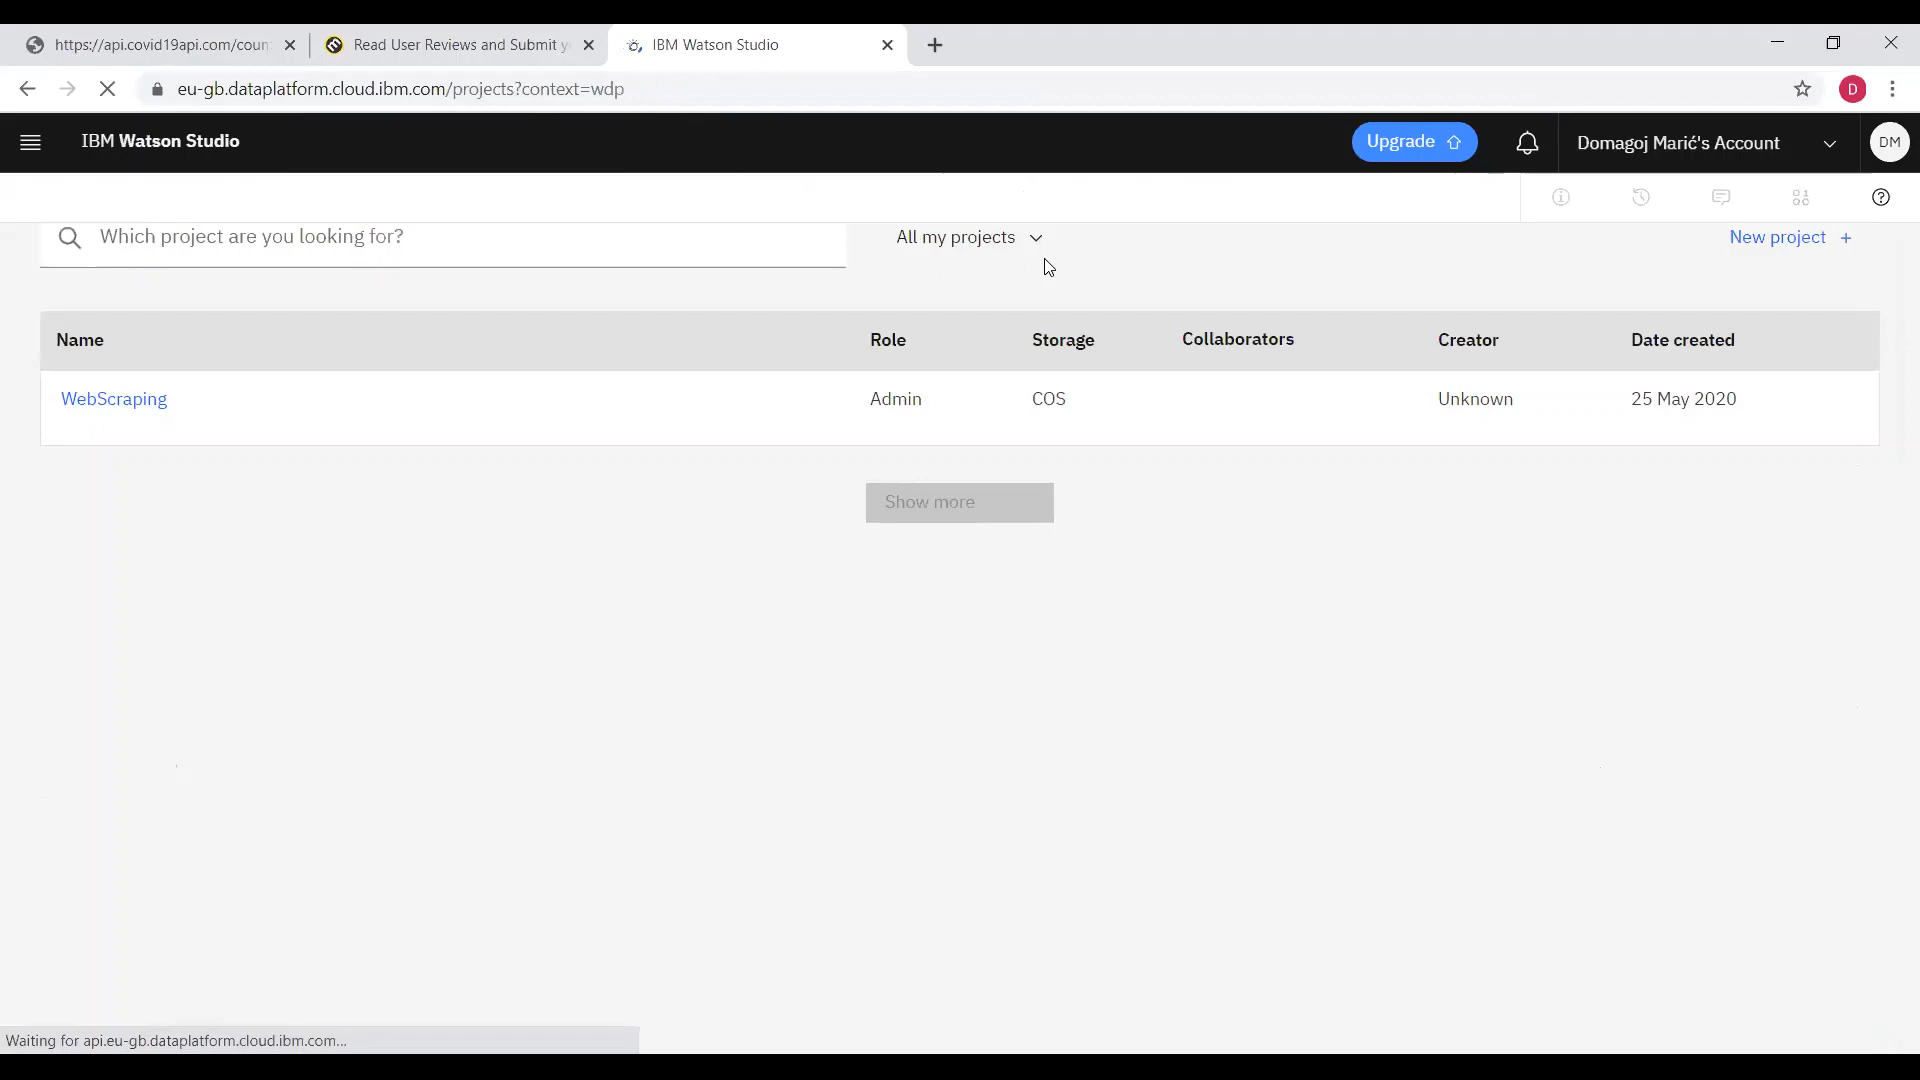 https://api.covid19api.com/coun
Read User Reviews and Submit y
IBM Watson Studio
eu-gb.dataplatform.cloud.ibm.com/projects?context=wdp
D
IBM Watson Studio
Upgrade
Domagoj Marić's Account
DM
Which project are you looking for?
All my projects
New project +
Name Role Storage Collaborators Creator Date created
WebScraping Admin COS Unknown 25 May 2020
Show more
Waiting for api.eu-gb.dataplatform.cloud.ibm.com...